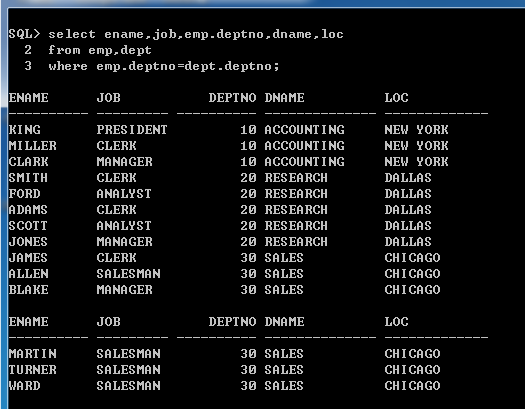 SQL> select ename,job,emp.deptno,dname,loc
2 from emp,dept
3 where emp.deptno=dept.deptno;
ENAME JOB DEPTNO DNAME LOC
---------- --------- ---------- -------------- -------------
KING PRESIDENT 10 ACCOUNTING NEW YORK
MILLER CLERK 10 ACCOUNTING NEW YORK
CLARK MANAGER 10 ACCOUNTING NEW YORK
SMITH CLERK 20 RESEARCH DALLAS
FORD ANALYST 20 RESEARCH DALLAS
ADAMS CLERK 20 RESEARCH DALLAS
SCOTT ANALYST 20 RESEARCH DALLAS
JONES MANAGER 20 RESEARCH DALLAS
JAMES CLERK 30 SALES CHICAGO
ALLEN SALESMAN 30 SALES CHICAGO
BLAKE MANAGER 30 SALES CHICAGO
ENAME JOB DEPTNO DNAME LOC
---------- --------- ---------- -------------- -------------
MARTIN SALESMAN 30 SALES CHICAGO
TURNER SALESMAN 30 SALES CHICAGO
WARD SALESMAN 30 SALES CHICAGO